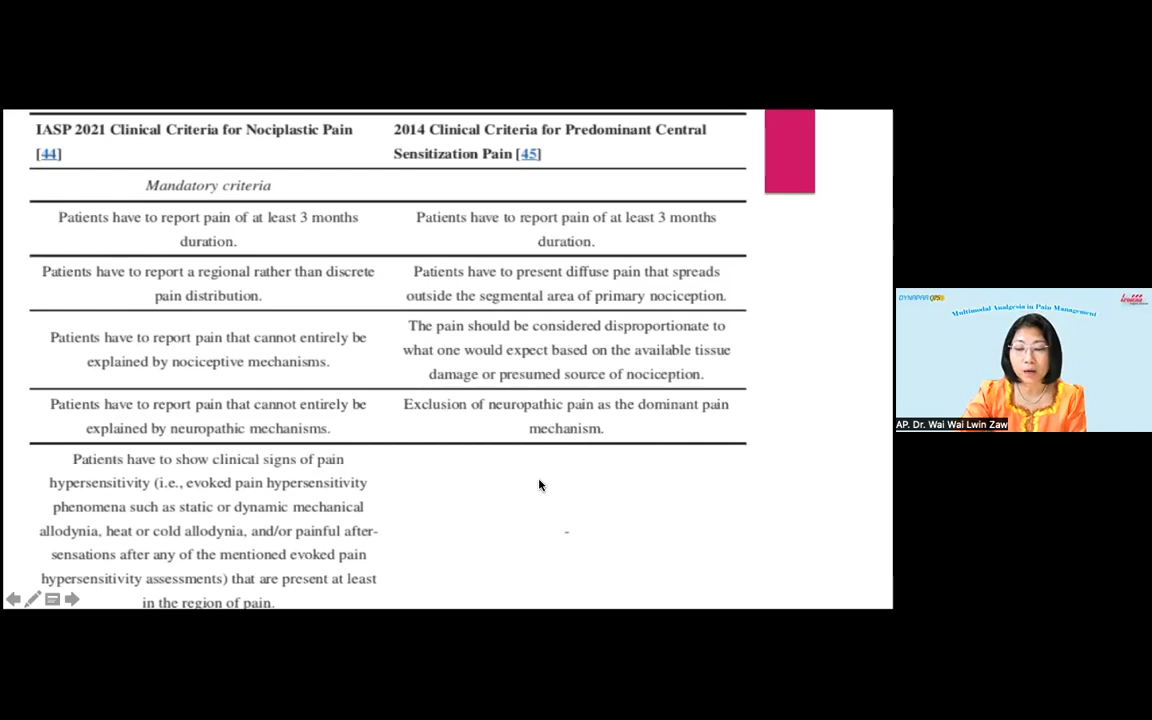 IASP 2021 Clinical Criteria for Nociplastic Pain
[44]
2014 Clinical Criteria for Predominant Central
Sensitization Pain [45]
Mandatory criteria
Patients have to report pain of at least 3 months
duration.
Patients have to report pain of at least 3 months
duration.
Patients have to report a regional rather than discrete
pain distribution.
Patients have to present diffuse pain that spreads
outside the segmental area of primary nociception.
Patients have to report pain that cannot entirely be
explained by nociceptive mechanisms.
The pain should be considered disproportionate to
what one would expect based on the available tissue
damage or presumed source of nociception.
Patients have to report pain that cannot entirely be
explained by neuropathic mechanisms.
Exclusion of neuropathic pain as the dominant pain
mechanism.
Patients have to show clinical signs of pain
hypersensitivity (i.e., evoked pain hypersensitivity
phenomena such as static or dynamic mechanical
allodynia, heat or cold allodynia, and/or painful after-
sensations after any of the mentioned evoked pain
hypersensitivity assessments) that are present at least
in the region of pain.
-
DYNAPAR
Multimodal Analgesia in Pain Management
AP. Dr. Wai Wai Lwin Zaw